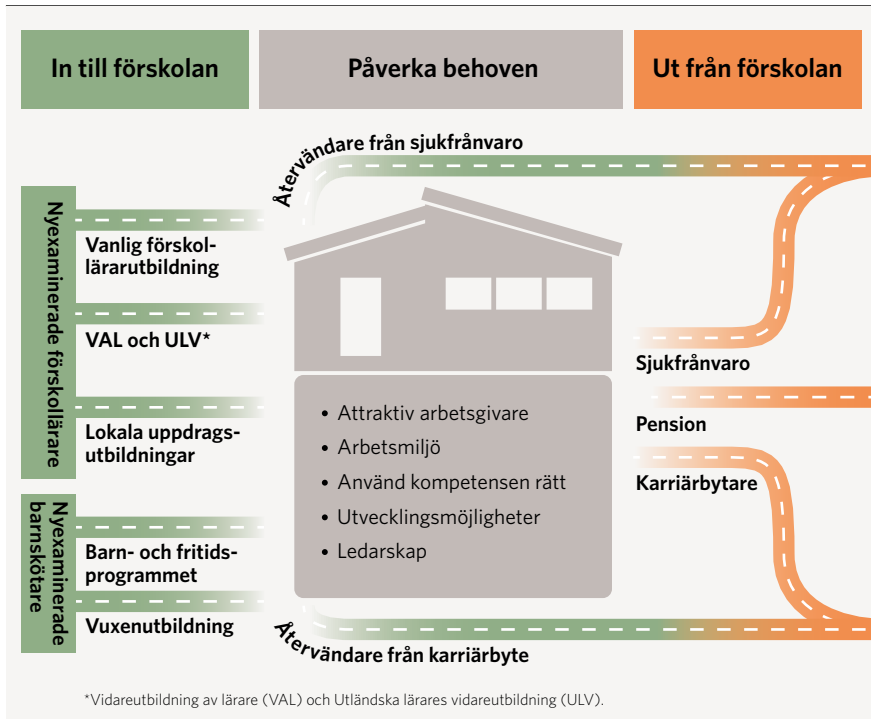 In till förskolan
Påverka behoven
Ut från förskolan
Återvändare från sjukfrånvaro
Nyexaminerade förskollärare
Vanlig förskol-
lärarutbildning
VAL och ULV*
Lokala uppdrags-
utbildningar
Nyexaminerade
barnskötare
Barn- och fritids-
programmet
Vuxenutbildning
• Attraktiv arbetsgivare
• Arbetsmiljö
• Använd kompetensen rätt
• Utvecklingsmöjligheter
• Ledarskap
Sjukfrånvaro
Pension
Karriärbytare
Återvändare från karriärbyte
*Vidareutbildning av lärare (VAL) och Utländska lärares vidareutbildning (ULV).